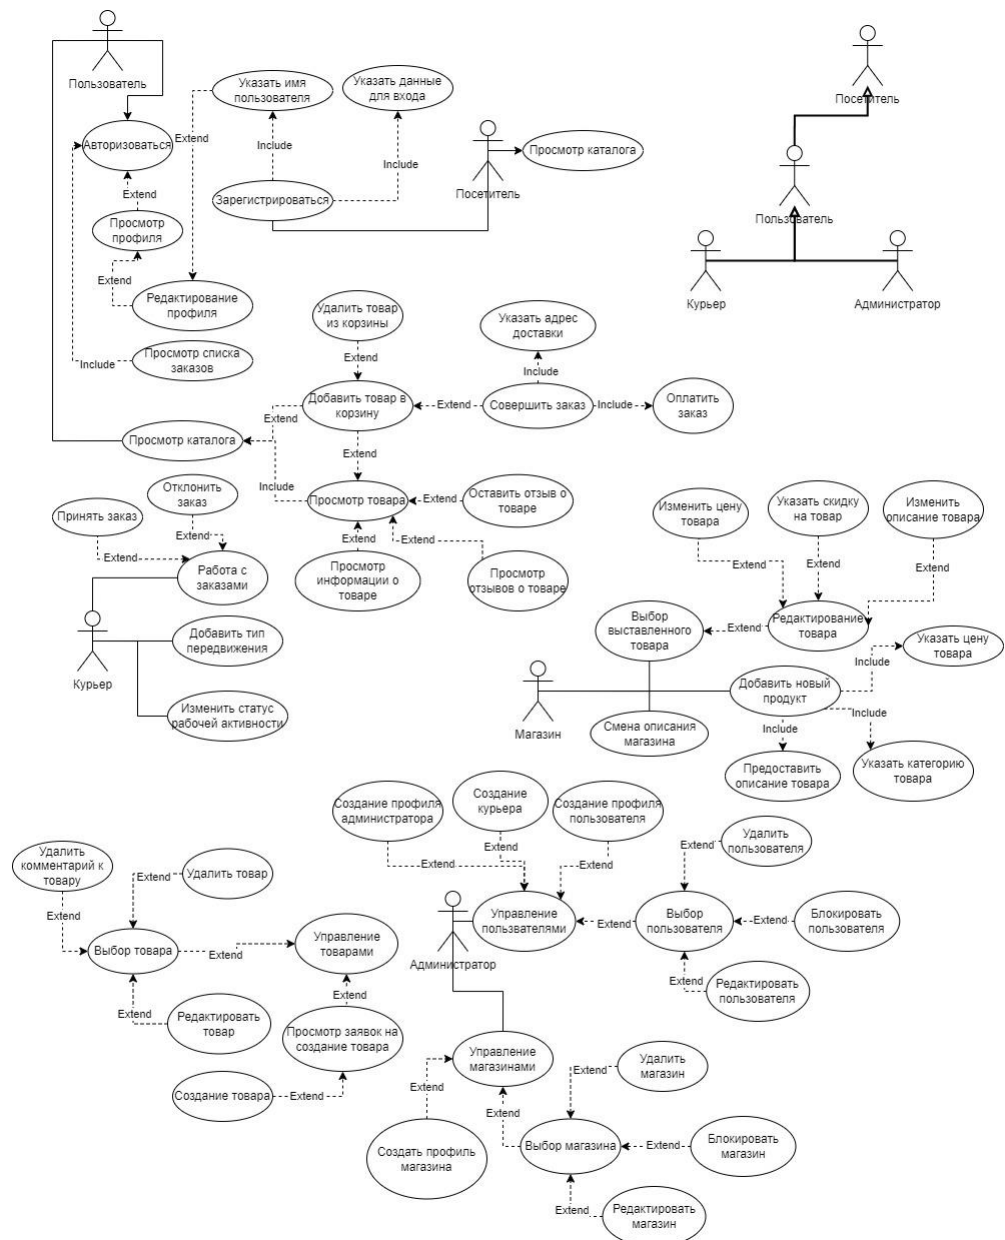 Пользователь
Указать имя
пользователя
Указать данные
для входа
Посетитель
Авторизоваться
Extend
Include
Include
Просмотр каталога
Extend
Зарегистрироваться
Посетитель
Пользователь
Просмотр
профиля
Extend
Редактирование
профиля
Курьер
Администратор
Удалить товар
из корзины
Указать адрес
доставки
Просмотр списка
заказов
Include
Extend
Include
Добавить товар в
корзину
Extend
Совершить заказ
Include
Оплатить
заказ
Extend
Просмотр каталога
Extend
Include
Отклонить
заказ
Просмотр товара
Extend
Оставить отзыв о
товаре
Принять заказ
Extend
Extend
Extend
Extend
Просмотр
информации о
товаре
Просмотр
отзывов о товаре
Работа с
заказами
Изменить цену
товара
Указать скидку
на товар
Изменить
описание товара
Extend
Extend
Extend
Добавить тип
передвижения
Курьер
Изменить статус
рабочей активности
Выбор
выставленного
товара
Extend
Редактирование
товара
Указать цену
товара
Include
Магазин
Добавить новый
продукт
Смена описания
магазина
Include
Include
Предоставить
описание товара
Указать категорию
товара
Создание профиля
администратора
Создание
курьера
Создание профиля
пользователя
Extend
Extend
Extend
Удалить
пользователя
Extend
Удалить
комментарий к
товару
Extend
Удалить товар
Extend
Управление
пользвателями
Extend
Выбор
пользователя
Extend
Блокировать
пользователя
Выбор товара
Extend
Управление
товарами
Администратор
Extend
Редактировать
пользователя
Extend
Extend
Редактировать
товар
Просмотр заявок на
создание товара
Управление
магазинами
Создание товара
Extend
Extend
Extend
Extend
Удалить
магазин
Создать профиль
магазина
Выбор магазина
Extend
Блокировать
магазин
Extend
Редактировать
магазин